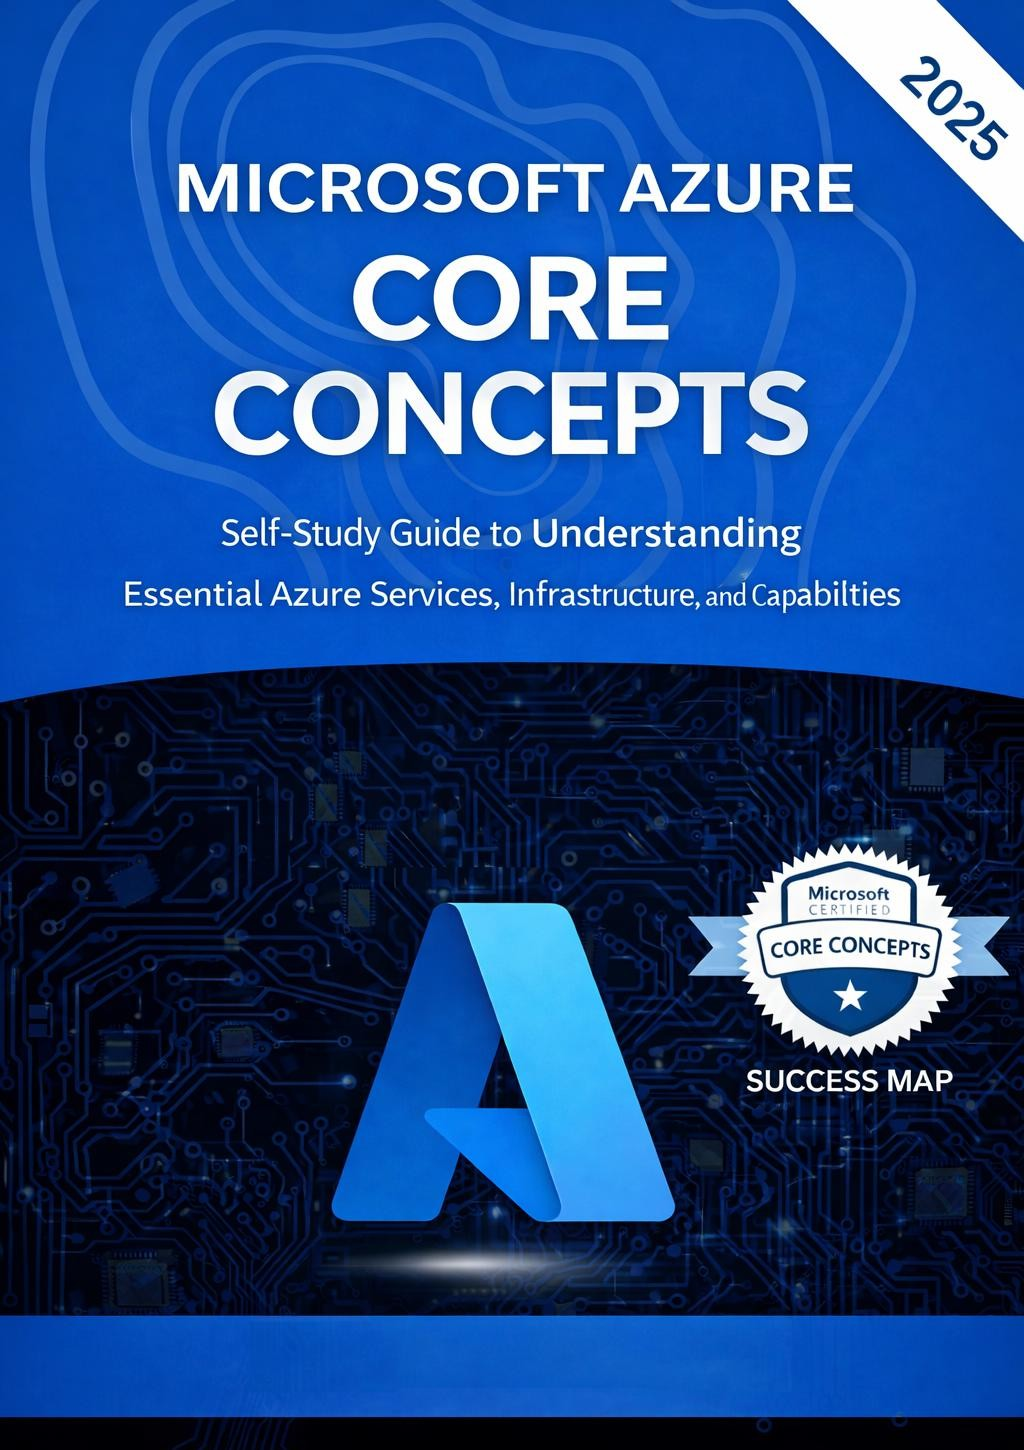 2025
MICROSOFT AZURE
CORE
CONCEPTS
Self-Study Guide to Understanding
Essential Azure Services, Infrastructure, and Capabilties
Microsoft
CERTIFIED
CORE CONCEPTS
SUCCESS MAP